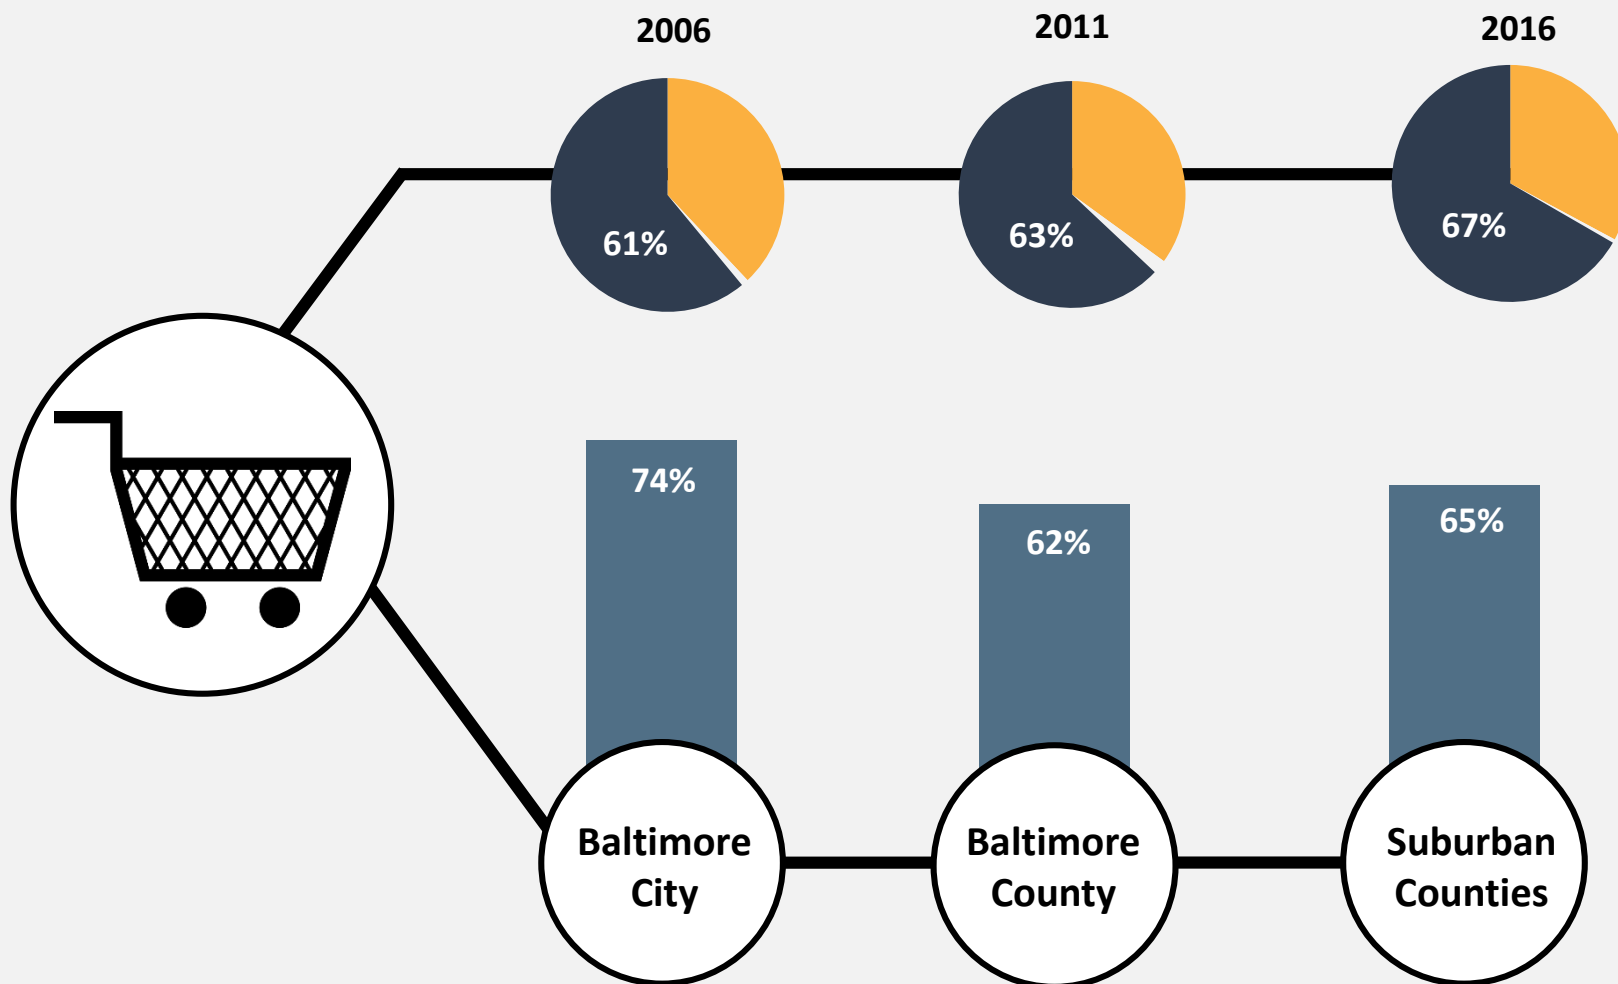 2006
2011
2016
61%
63%
67%
74%
62%
65%
Baltimore
City
Baltimore
County
Suburban
Counties